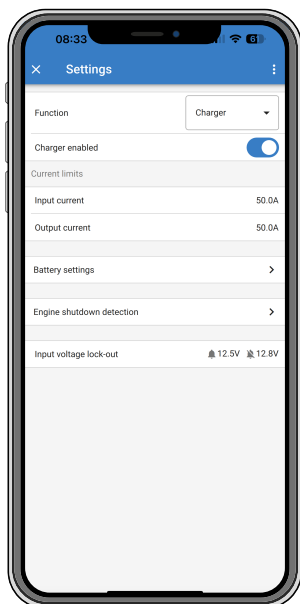 08:33 61
Settings
Function Charger
Charger enabled
Current limits
Input current 50.0A
Output current 50.0A
Battery settings
Engine shutdown detection
Input voltage lock-out 12.5V 12.8V